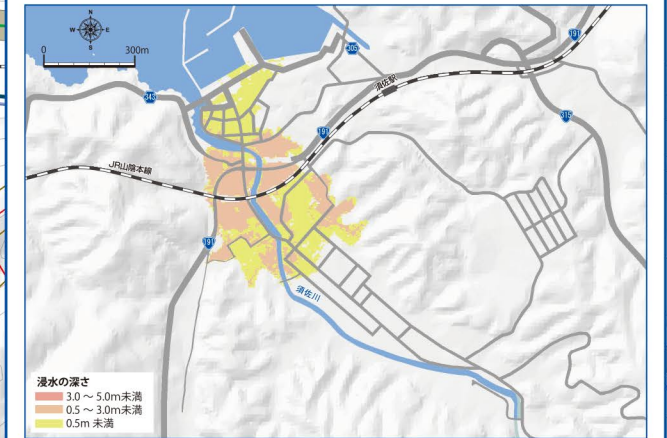 N
W E
S
0 300m
305
191
343
須佐駅
191
315
JR山陰本線
191
須佐川
浸水の深さ
3.0 ～ 5.0m未満
0.5 ～ 3.0m未満
0.5m 未満